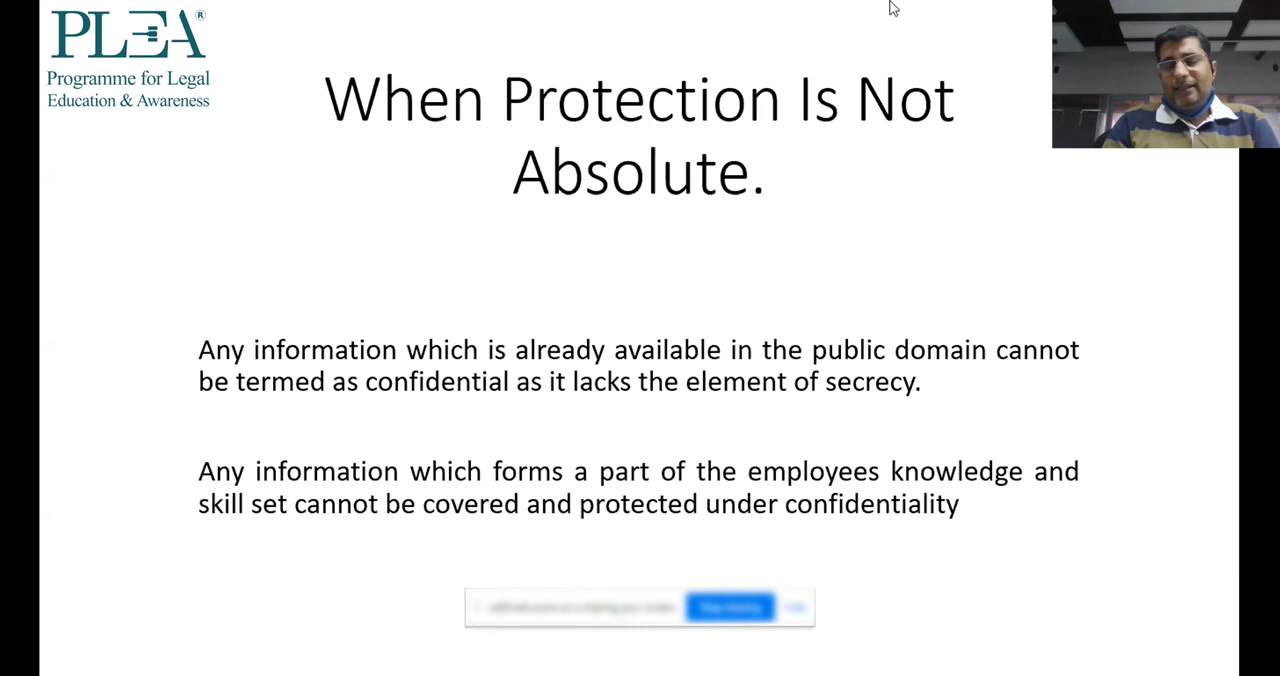 PLEA®
Programme for Legal
Education & Awareness
When Protection Is Not
Absolute.
Any information which is already available in the public domain cannot
be termed as confidential as it lacks the element of secrecy.
Any information which forms a part of the employees knowledge and
skill set cannot be covered and protected under confidentiality
Stop sharing